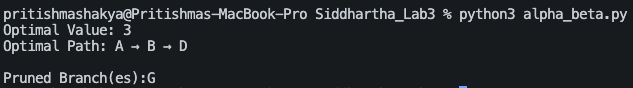 pritishmashakya@Pritishmas-MacBook-Pro Siddhartha_Lab3 % python3 alpha_beta.py
Optimal Value: 3
Optimal Path: A → B → D
Pruned Branch(es):G